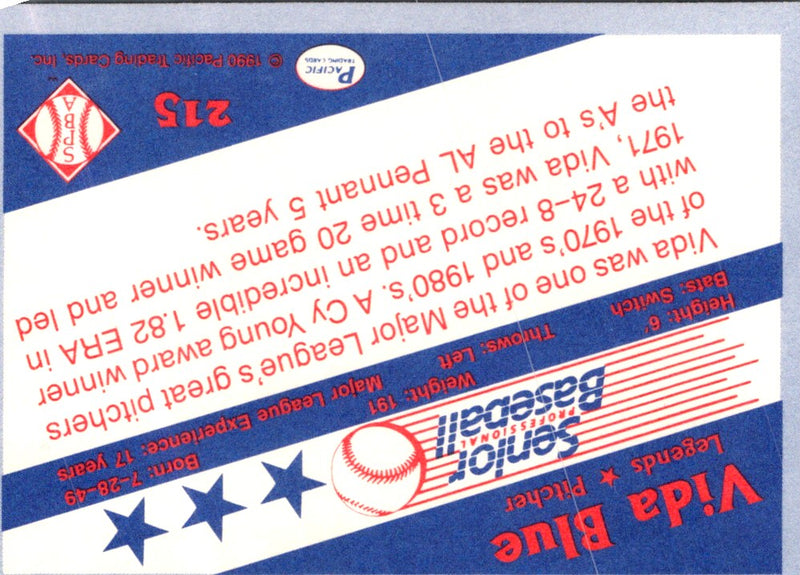 Vida Blue
Legends ★ Pitcher
Senior
PROFESSIONAL
Baseball
Height: 6' Weight: 191 Born: 7-28-49
Bats: Switch Throws: Left Major League Experience: 17 years
Vida was one of the Major League's great pitchers
of the 1970's and 1980's. A Cy Young award winner
with a 24-8 record and an incredible 1.82 ERA in
1971, Vida was a 3 time 20 game winner and led
the A's to the AL Pennant 5 years.
SPBA
215
PACIFIC
TRADING CARDS
© 1990 Pacific Trading Cards, Inc.